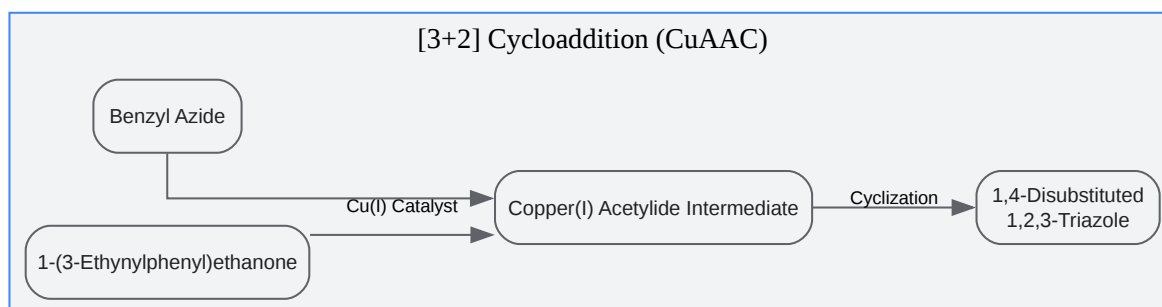 [3+2] Cycloaddition (CuAAC)
Benzyl Azide
Cu(I) Catalyst
1-(3-Ethynylphenyl)ethanone
Copper(I) Acetylide Intermediate
Cyclization
1,4-Disubstituted
1,2,3-Triazole